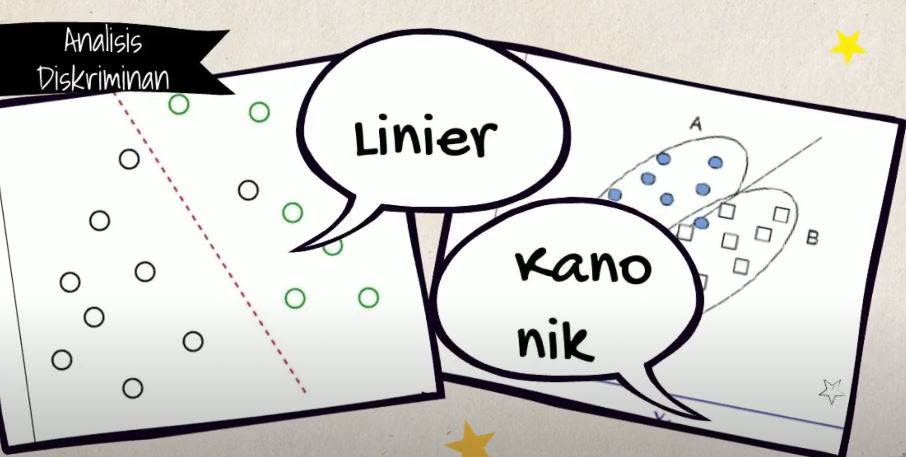 Analisis
Diskriminan
Linier
A
B
Kano
nik